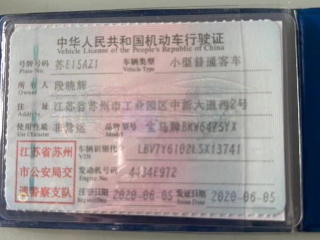 中华人民共和国机动车行驶证
Vehicle License of the People's Republic of China
号牌号码 苏E15AZ1 车辆类型 小型普通客车
Plate No. Vehicle Type
所有人 段晓辉
Owner
住址 江苏省苏州市工业园区中新大道西2号
Address
使用性质 非营运 品牌型号 宝马牌BMW6475YX
Use Character Model
江苏省苏州 车辆识别代号 LBV7Y6102LSX13741
VIN
市公安局交 发动机号码 4434E972
Engine No.
通警察支队 注册日期 2020-06-05 发证日期 2020-06-05
Register Date Issue Date